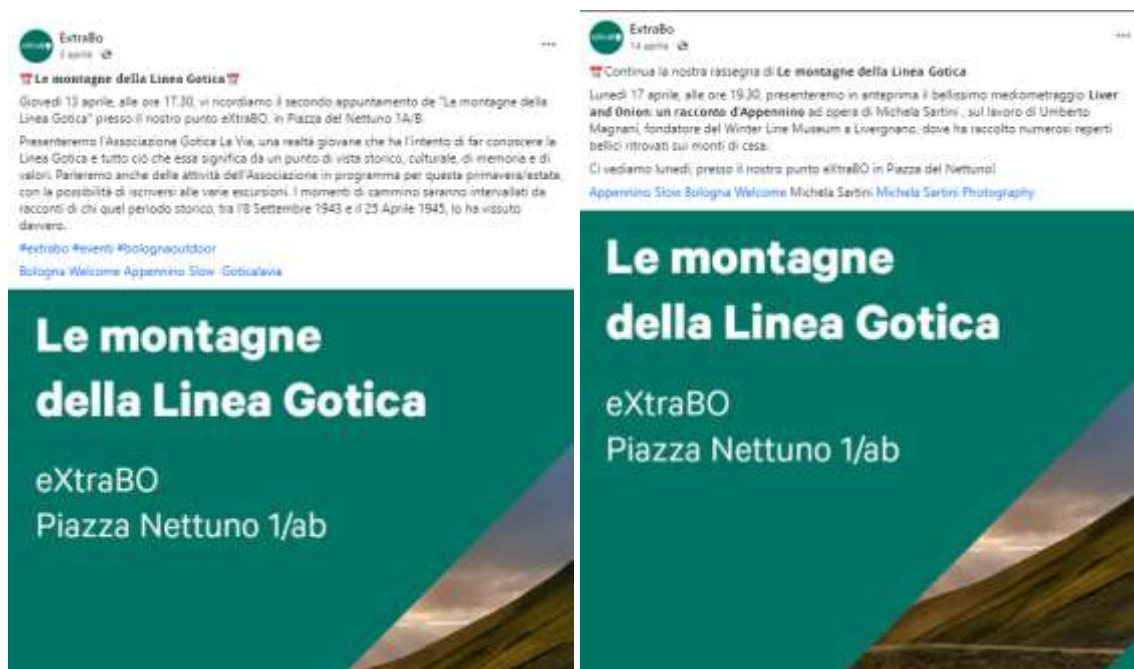 ExtraBo
aprile
Le montagne della Linea Gotica
Giovedì 13 aprile, alle ore 17.30, vi ricordiamo il secondo appuntamento de "Le montagne della
Linea Gotica" presso il nostro punto eXtraBO, in Piazza del Nettuno 1A/B.
Presenteremo l'Associazione Gotica La Via, una realtà giovane che ha l'intento di far conoscere la
Linea Gotica e tutto ciò che essa significa da un punto di vista storico, culturale, di memoria e di
valori. Parleremo anche delle attività dell'Associazione in programma per questa primavera/estate,
con la possibilità di iscriversi alle varie escursioni. I momenti di cammino saranno intervallati da
racconti di chi quel periodo storico, tra l'8 Settembre 1943 e il 25 Aprile 1945, lo ha vissuto
davvero.
#extrabo #eventi #bolognaoutdoor
Bologna Welcome Appennino Slow Goticalavia
Le montagne
della Linea Gotica
eXtraBO
Piazza Nettuno 1/ab
ExtraBo
14 aprile
Continua la nostra rassegna di Le montagne della Linea Gotica
Lunedì 17 aprile, alle ore 19.30, presenteremo in anteprima il bellissimo mediometraggio Liver
and Onion: un racconto d'Appennino ad opera di Michela Sartini , sul lavoro di Umberto
Magnani, fondatore del Winter Line Museum a Livergnano, dove ha raccolto numerosi reperti
bellici ritrovati sui monti di casa.
Ci vediamo lunedì, presso il nostro punto eXtraBO in Piazza del Nettuno!
Appennino Slow Bologna Welcome Michela Sartini Michela Sartini Photography
Le montagne
della Linea Gotica
eXtraBO
Piazza Nettuno 1/ab